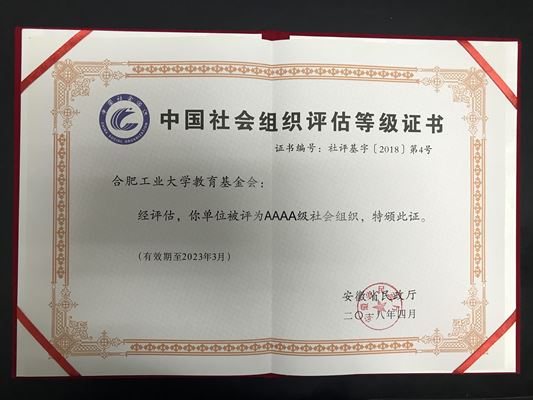 中国社会组织评估等级证书
证书编号：社评基字〔2018〕第4号
合肥工业大学教育基金会：
经评估，你单位被评为AAAA级社会组织，特颁此证。
(有效期至2023年3月)
安徽省民政厅
二〇一八年四月